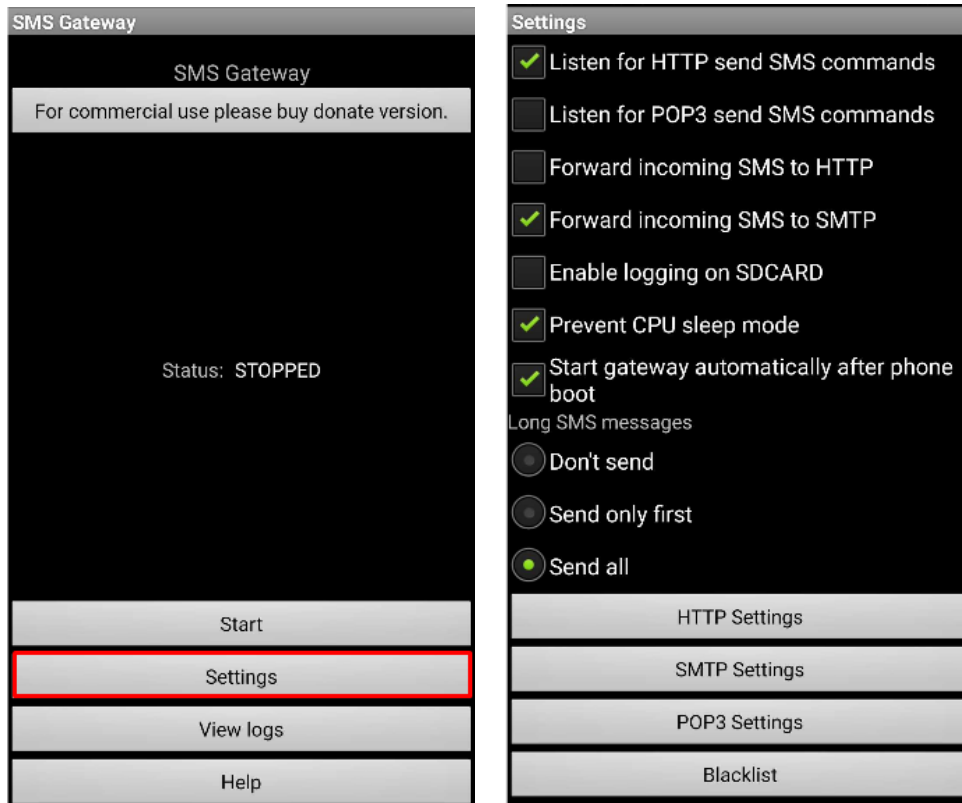 SMS Gateway
SMS Gateway
For commercial use please buy donate version.
Status: STOPPED
Start
Settings
View logs
Help
Settings
Listen for HTTP send SMS commands
Listen for POP3 send SMS commands
Forward incoming SMS to HTTP
Forward incoming SMS to SMTP
Enable logging on SDCARD
Prevent CPU sleep mode
Start gateway automatically after phone
boot
Long SMS messages
Don't send
Send only first
Send all
HTTP Settings
SMTP Settings
POP3 Settings
Blacklist